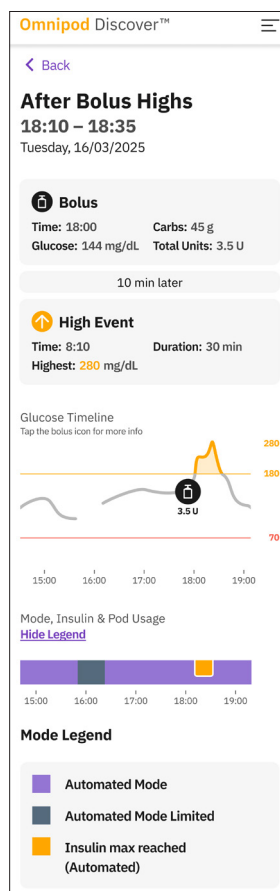 Omnipod Discover™
Back
After Bolus Highs
18:10 – 18:35
Tuesday, 16/03/2025
Bolus
Time: 18:00 Carbs: 45 g
Glucose: 144 mg/dL Total Units: 3.5 U
10 min later
High Event
Time: 8:10 Duration: 30 min
Highest: 280 mg/dL
Glucose Timeline
Tap the bolus icon for more info
280
180
3.5 U
70
15:00 16:00 17:00 18:00 19:00
Mode, Insulin & Pod Usage
Hide Legend
15:00 16:00 17:00 18:00 19:00
Mode Legend
Automated Mode
Automated Mode Limited
Insulin max reached
(Automated)